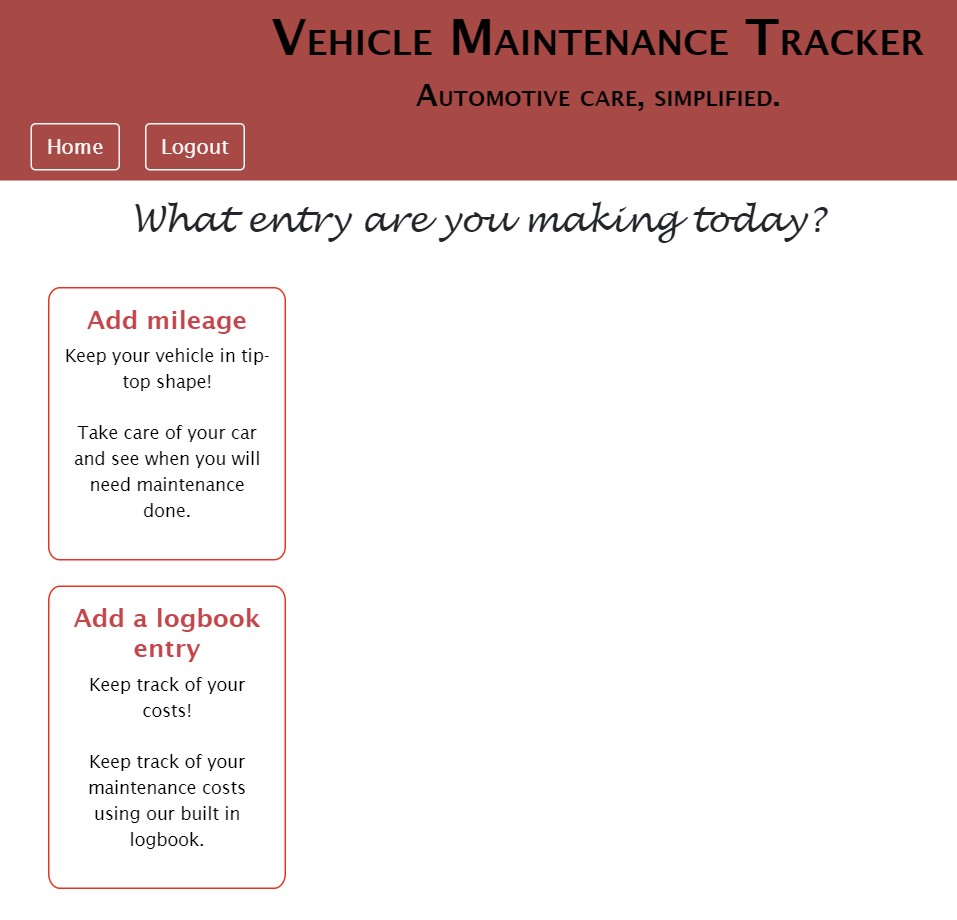 Vehicle Maintenance Tracker
Automotive care, simplified.
Home Logout
What entry are you making today?
Add mileage
Keep your vehicle in tip-
top shape!
Take care of your car
and see when you will
need maintenance
done.
Add a logbook
entry
Keep track of your
costs!
Keep track of your
maintenance costs
using our built in
logbook.